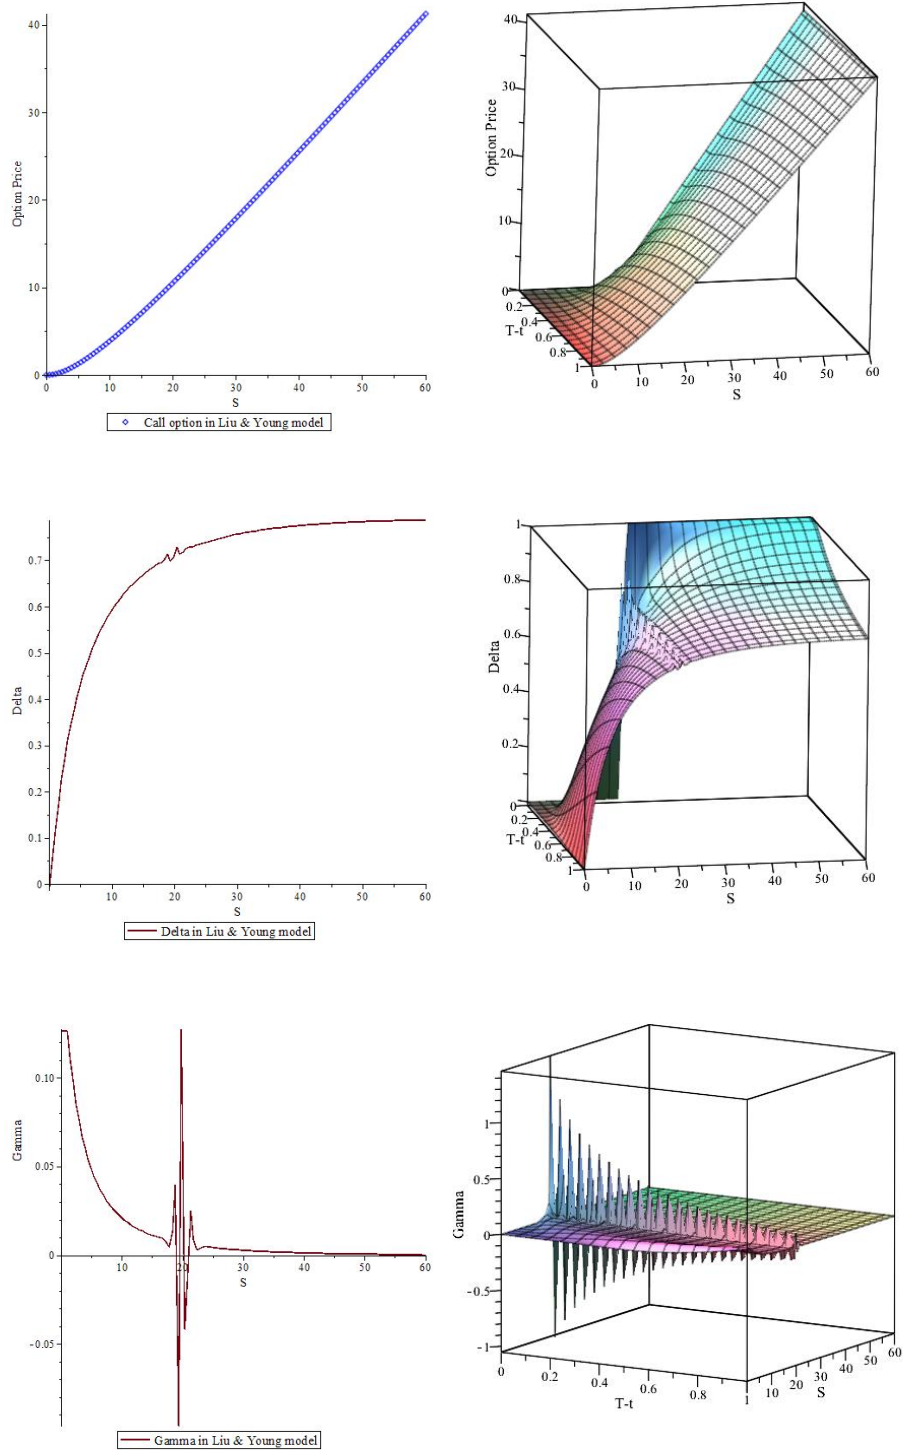 40
30
20
10
0
Option Price
0 10 20 30 40 50 60
S
Call option in Liu & Young model
40
30
20
10
0
Option Price
0.2
0.4
0.6
0.8
1
T-t
0 10 20 30 40 50 60
S
0.7
0.6
0.5
0.4
0.3
0.2
0.1
0
Delta
10 20 30 40 50 60
S
Delta in Liu & Young model
1
0.8
0.6
0.4
0.2
0
Delta
0.2
0.4
0.6
0.8
1
T-t
0 10 20 30 40 50 60
S
0.10
0.05
0
-0.05
Gamma
10 20 30 40 50 60
S
Gamma in Liu & Young model
1
0.5
0
-0.5
-1
Gamma
0 0.2 0.4 0.6 0.8 1
T-t
10 20 30 40 50 60
S